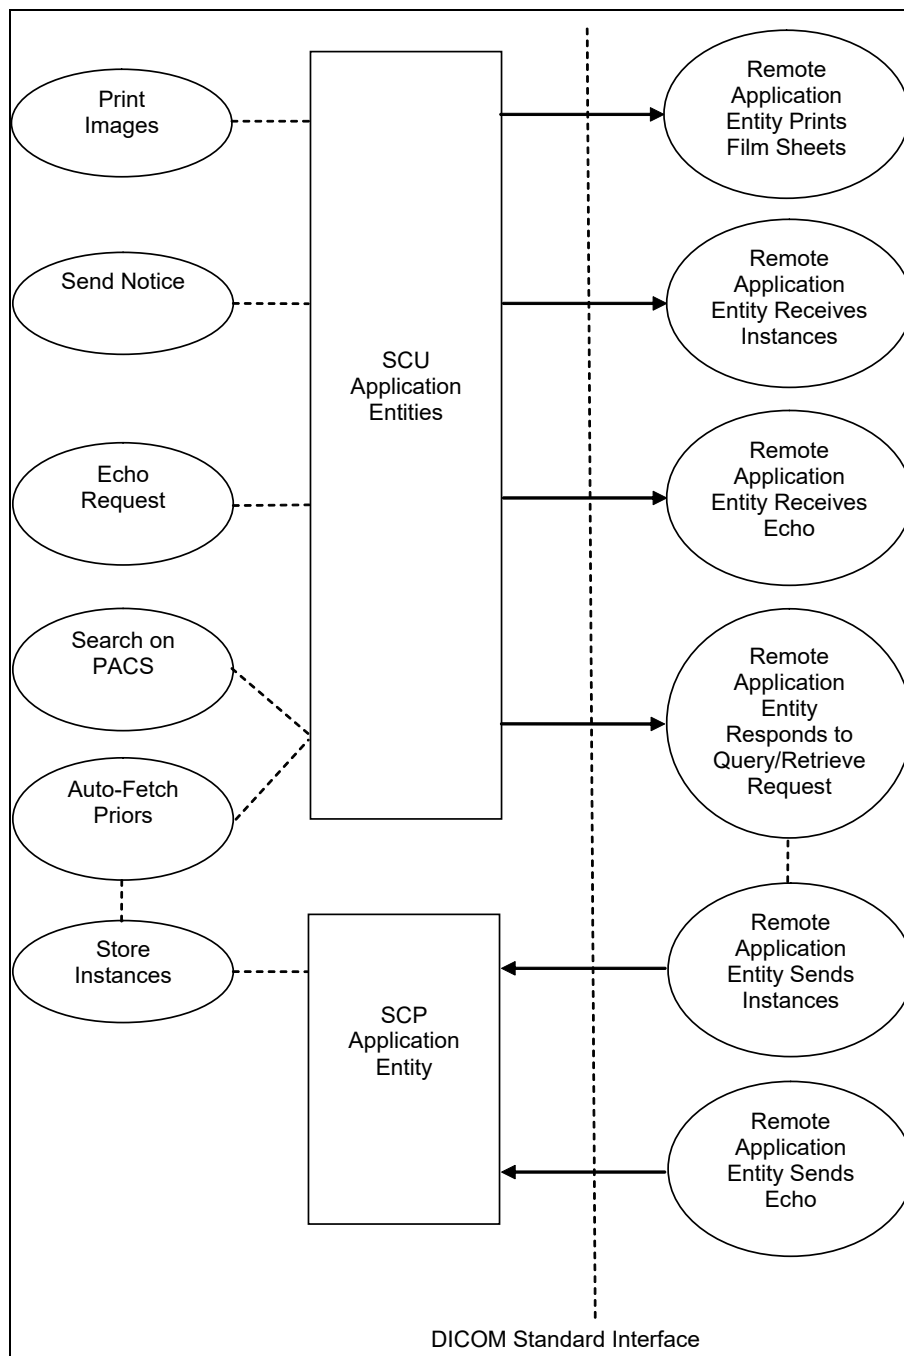 Print
Images
Remote
Application
Entity Prints
Film Sheets
Send Notice
Remote
Application
Entity Receives
Instances
SCU
Application
Entities
Echo
Request
Remote
Application
Entity Receives
Echo
Search on
PACS
Remote
Application
Entity
Responds to
Query/Retrieve
Request
Auto-Fetch
Priors
Store
Instances
Remote
Application
Entity Sends
Instances
SCP
Application
Entity
Remote
Application
Entity Sends
Echo
DICOM Standard Interface